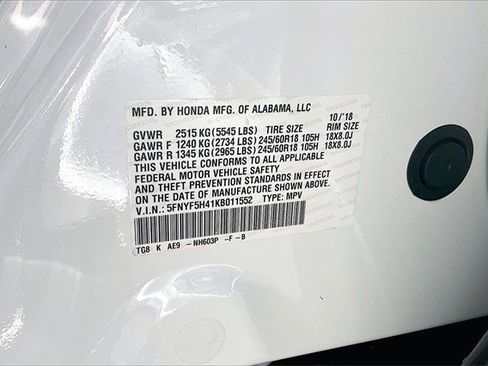 MFD. BY HONDA MFG. OF ALABAMA, LLC 10/'18
GVWR 2515 KG (5545 LBS) TIRE SIZE RIM SIZE
GAWR F 1240 KG (2734 LBS) 245/60R18 105H 18X8.0J
GAWR R 1345 KG (2965 LBS) 245/60R18 105H 18X8.0J
THIS VEHICLE CONFORMS TO ALL APPLICABLE
FEDERAL MOTOR VEHICLE SAFETY
AND THEFT PREVENTION STANDARDS IN EFFECT
ON THE DATE OF MANUFACTURE SHOWN ABOVE.
V.I.N.: 5FNYF5H41KB011552 TYPE: MPV
TG8 K AE9 -NH603P -F -B